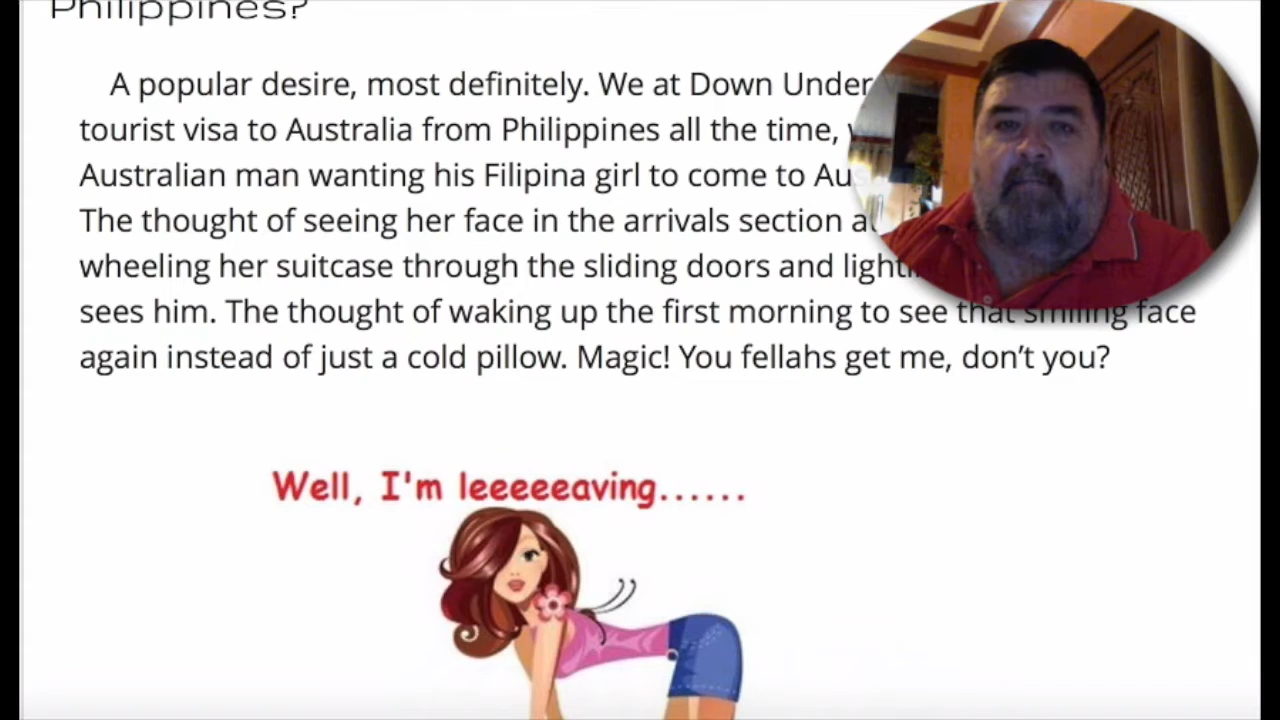 Philippines?
A popular desire, most definitely. We at Down Under
tourist visa to Australia from Philippines all the time,
Australian man wanting his Filipina girl to come to
The thought of seeing her face in the arrivals section
wheeling her suitcase through the sliding doors and
sees him. The thought of waking up the first morning to see that smiling face
again instead of just a cold pillow. Magic! You fellahs get me, don’t you?
Well, I'm leeeeeaving......